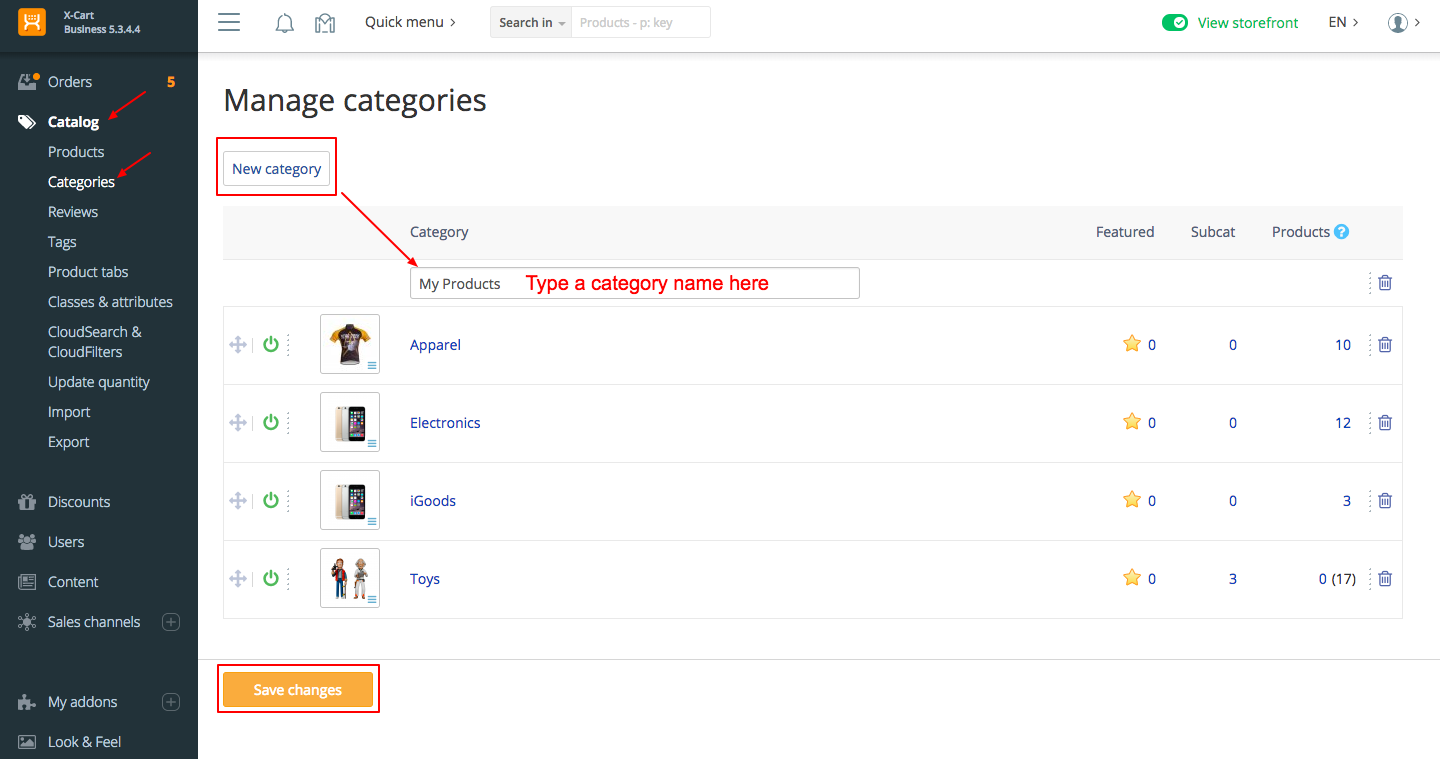 X-Cart
Business 5.3.4.4
Quick menu
Search in
Products - p: key
View storefront
EN
Orders 5
Catalog
Products
Categories
Reviews
Tags
Product tabs
Classes & attributes
CloudSearch &
CloudFilters
Update quantity
Import
Export
Discounts
Users
Content
Sales channels
My addons
Look & Feel
Manage categories
New category
Category Featured Subcat Products ?
My Products Type a category name here
Apparel 0 0 10
Electronics 0 0 12
iGoods 0 0 3
Toys 0 3 0 (17)
Save changes